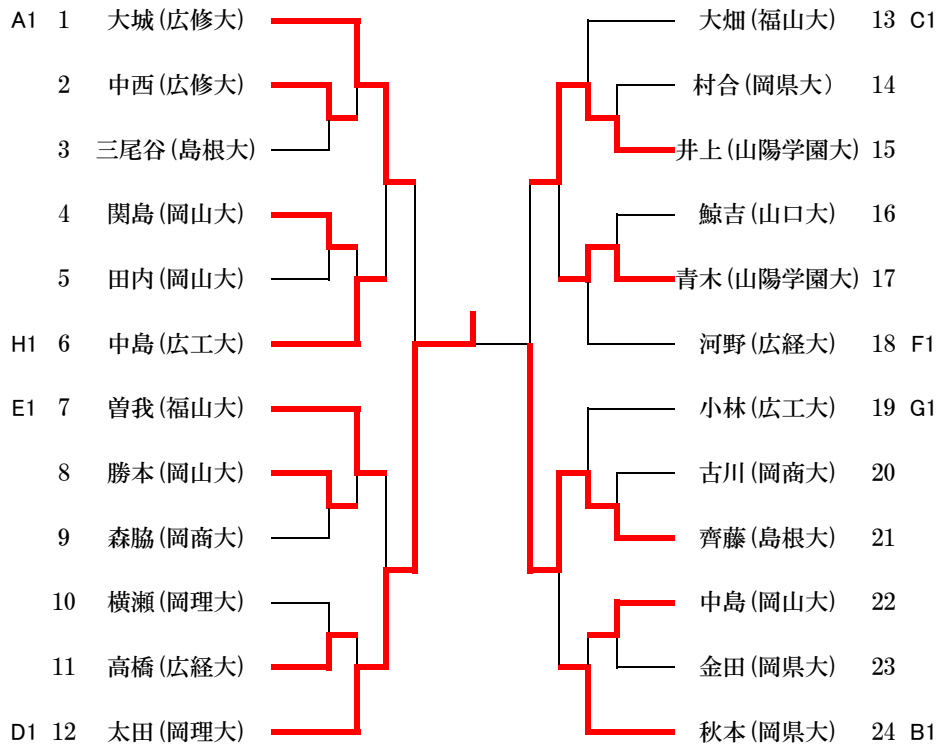 A1 1 大城(広修大)
2 中西(広修大)
3 三尾谷(島根大)
4 関島(岡山大)
5 田内(岡山大)
H1 6 中島(広工大)
E1 7 曽我(福山大)
8 勝本(岡山大)
9 森脇(岡商大)
10 横瀬(岡理大)
11 高橋(広経大)
D1 12 太田(岡理大)
大畑(福山大) 13 C1
村合(岡県大) 14
井上(山陽学園大) 15
鯨吉(山口大) 16
青木(山陽学園大) 17
河野(広経大) 18 F1
小林(広工大) 19 G1
古川(岡商大) 20
齊藤(島根大) 21
中島(岡山大) 22
金田(岡県大) 23
秋本(岡県大) 24 B1